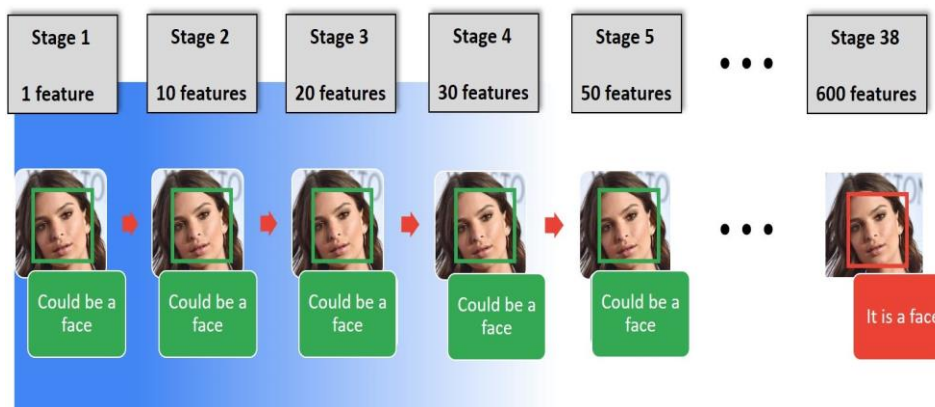 Stage 1
1 feature
Stage 2
10 features
Stage 3
20 features
Stage 4
30 features
Stage 5
50 features
Stage 38
600 features
Could be a
face
Could be a
face
Could be a
face
Could be a
face
Could be a
face
It is a face